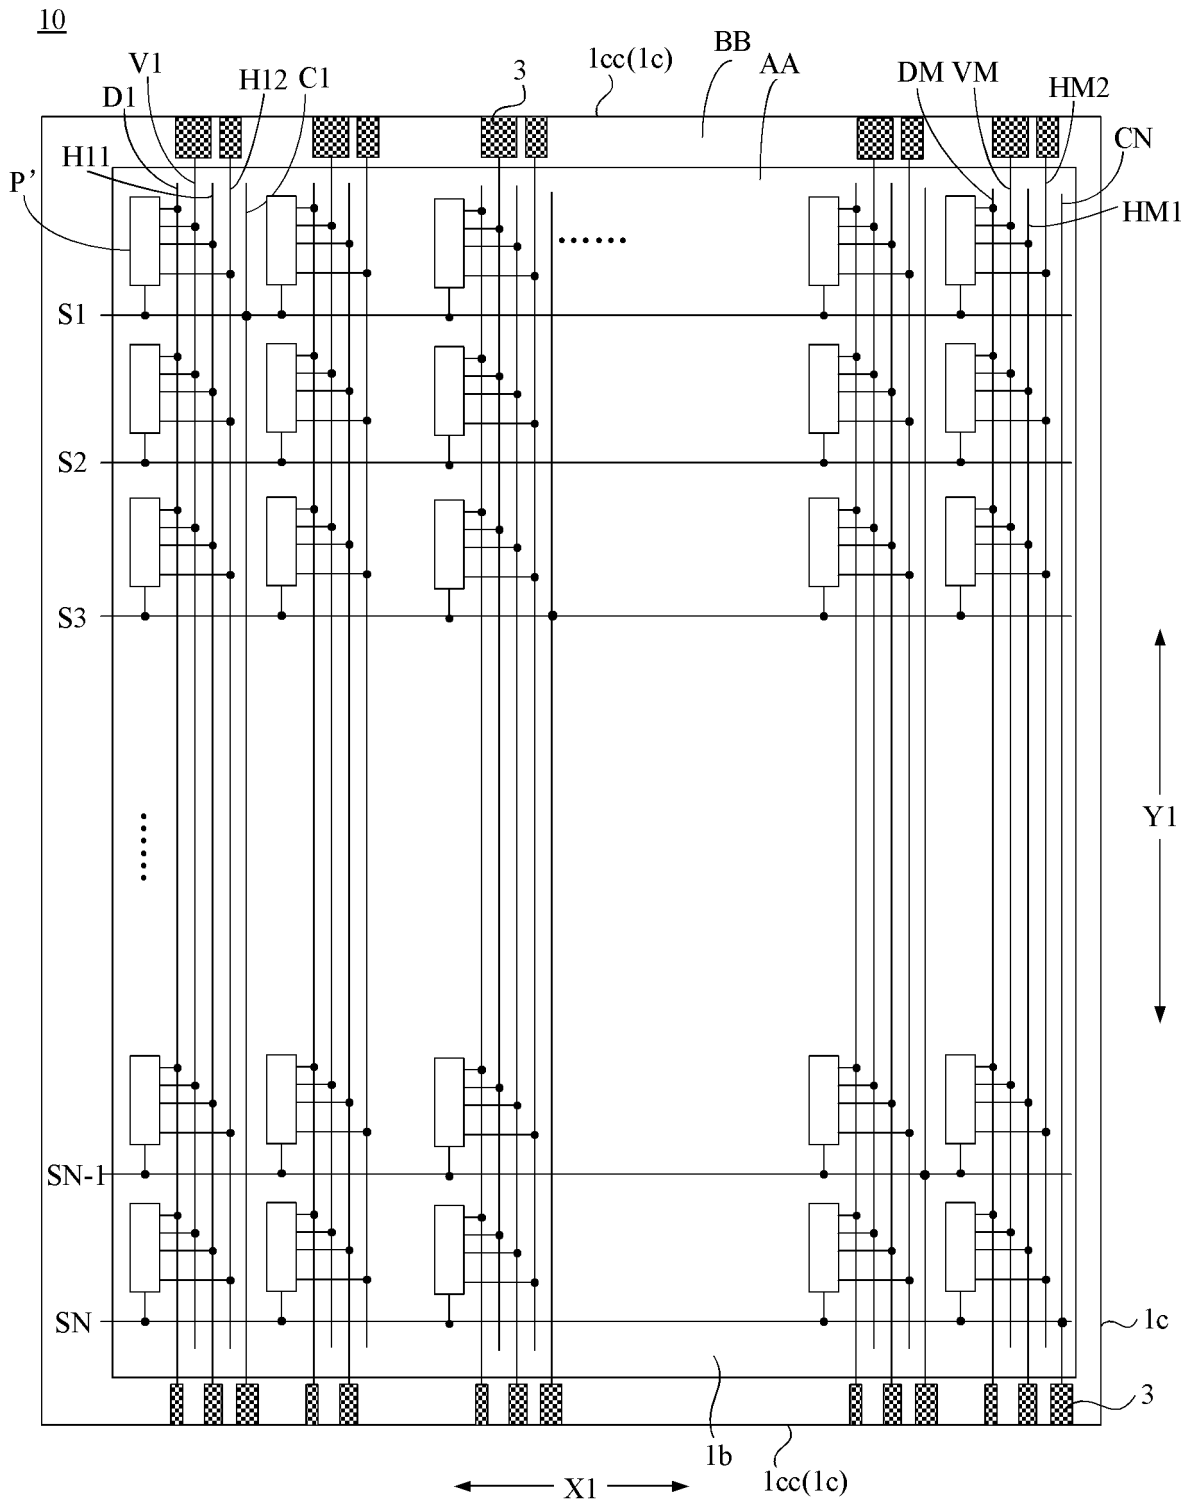 10
D1 V1 H12 C1 3 1cc(1c) BB AA DM VM HM2 CN
P' H11 HM1
S1
S2
S3
Y1
SN-1
SN
1c
3
1b
X1 1cc(1c)